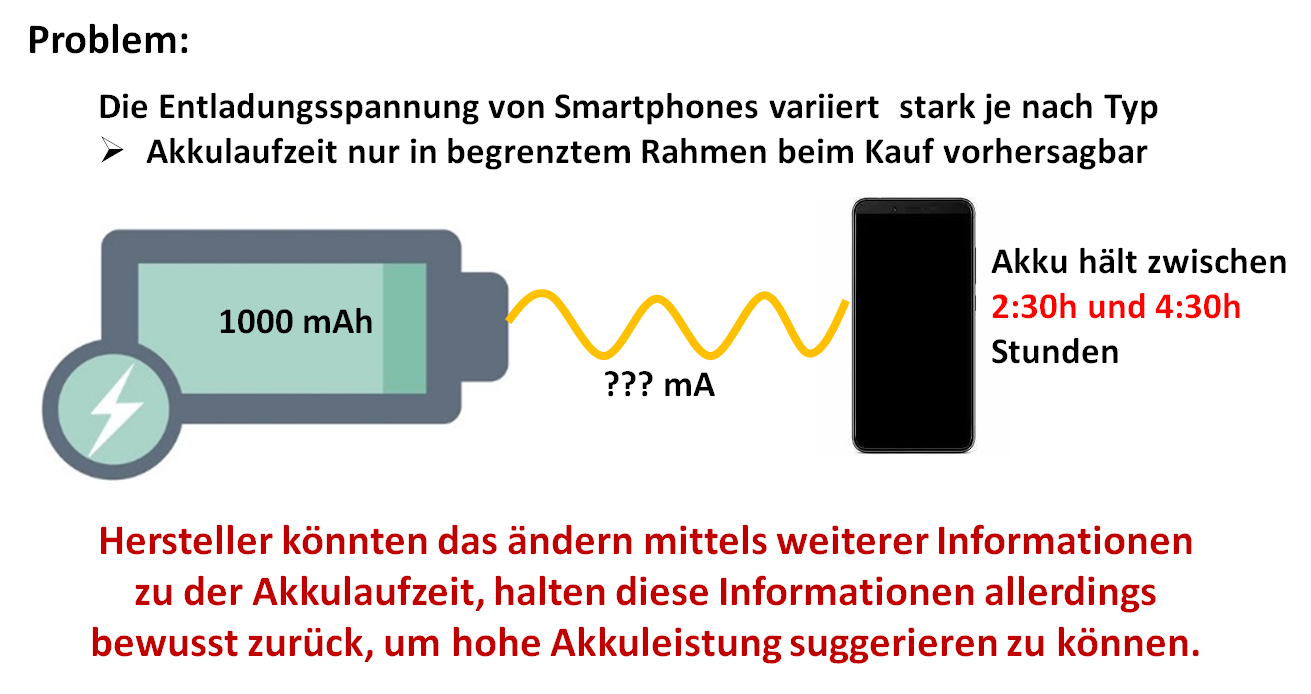 Problem:
Die Entladungsspannung von Smartphones variiert  stark je nach Typ
➢ Akkulaufzeit nur in begrenztem Rahmen beim Kauf vorhersagbar
1000 mAh
??? mA
Akku hält zwischen
2:30h und 4:30h
Stunden
Hersteller könnten das ändern mittels weiterer Informationen
zu der Akkulaufzeit, halten diese Informationen allerdings
bewusst zurück, um hohe Akkuleistung suggerieren zu können.